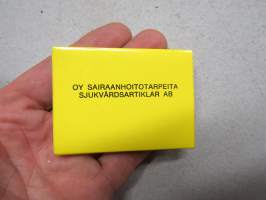 OY SAIRAANHOITOTARPEITA
SJUKVÅRDSARTIKLAR AB